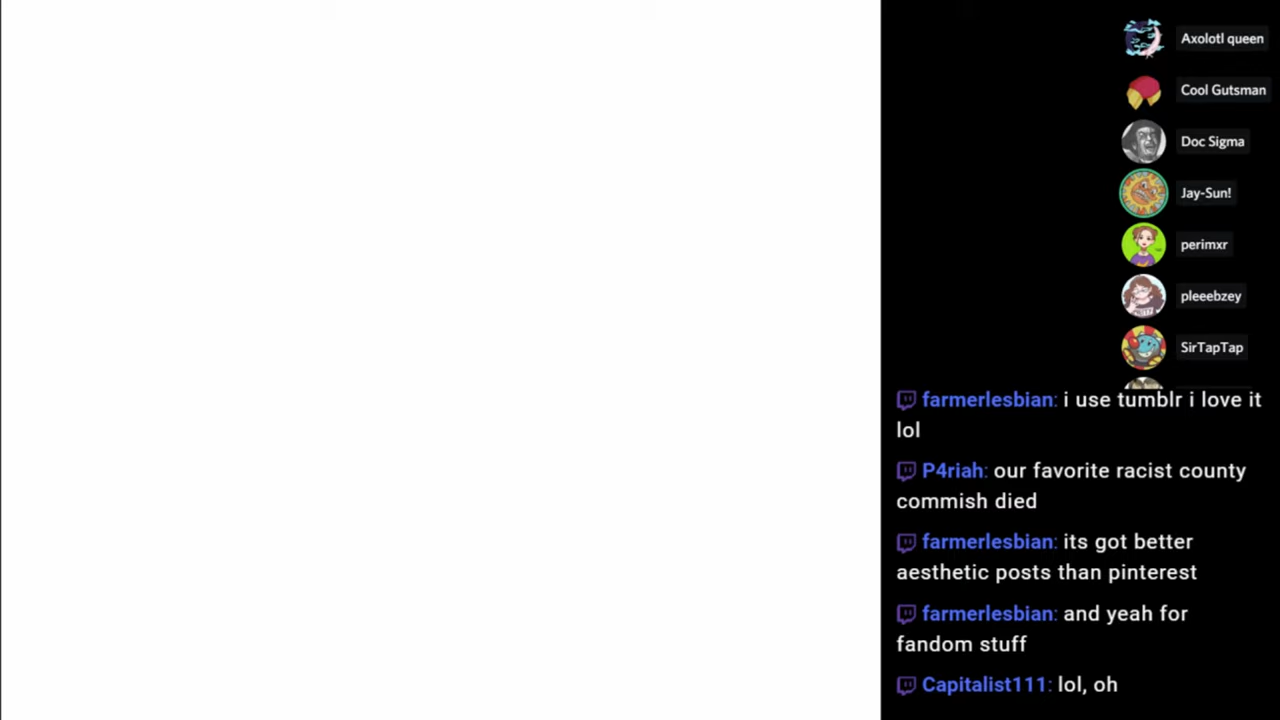 Axolotl queen
Cool Gutsman
Doc Sigma
Jay-Sun!
perimxr
pleeebzey
SirTapTap
farmerlesbian: i use tumblr i love it
lol
P4riah: our favorite racist county
commish died
farmerlesbian: its got better
aesthetic posts than pinterest
farmerlesbian: and yeah for
fandom stuff
Capitalist111: lol, oh